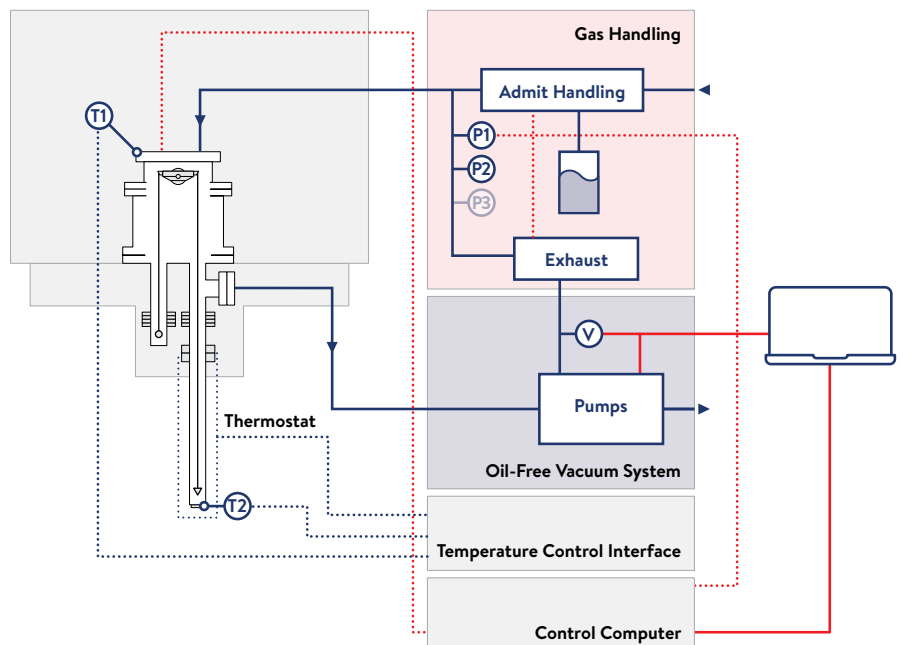 Gas Handling
Admit Handling
T1
P1
P2
P3
Exhaust
V
Pumps
Thermostat
Oil-Free Vacuum System
T2
Temperature Control Interface
Control Computer